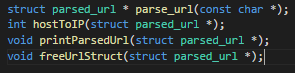 struct parsed_url * parse_url(const char *);
int hostToIP(struct parsed_url *);
void printParsedUrl(struct parsed_url *);
void freeUrlStruct(struct parsed_url *);